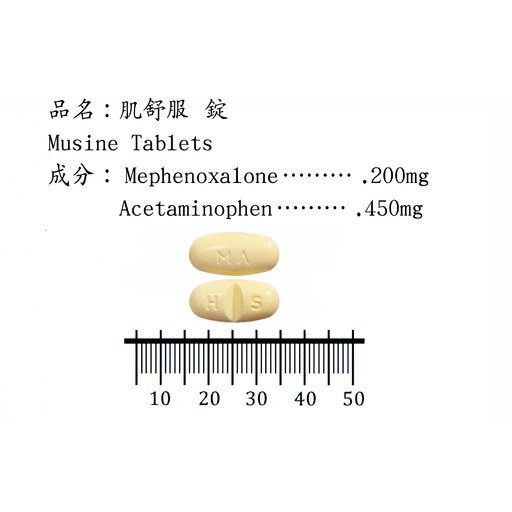 品名：肌舒服 錠
Musine Tablets
成分：Mephenoxalone⋯⋯⋯.200mg
Acetaminophen⋯⋯⋯.450mg
MA
H S
10 20 30 40 50